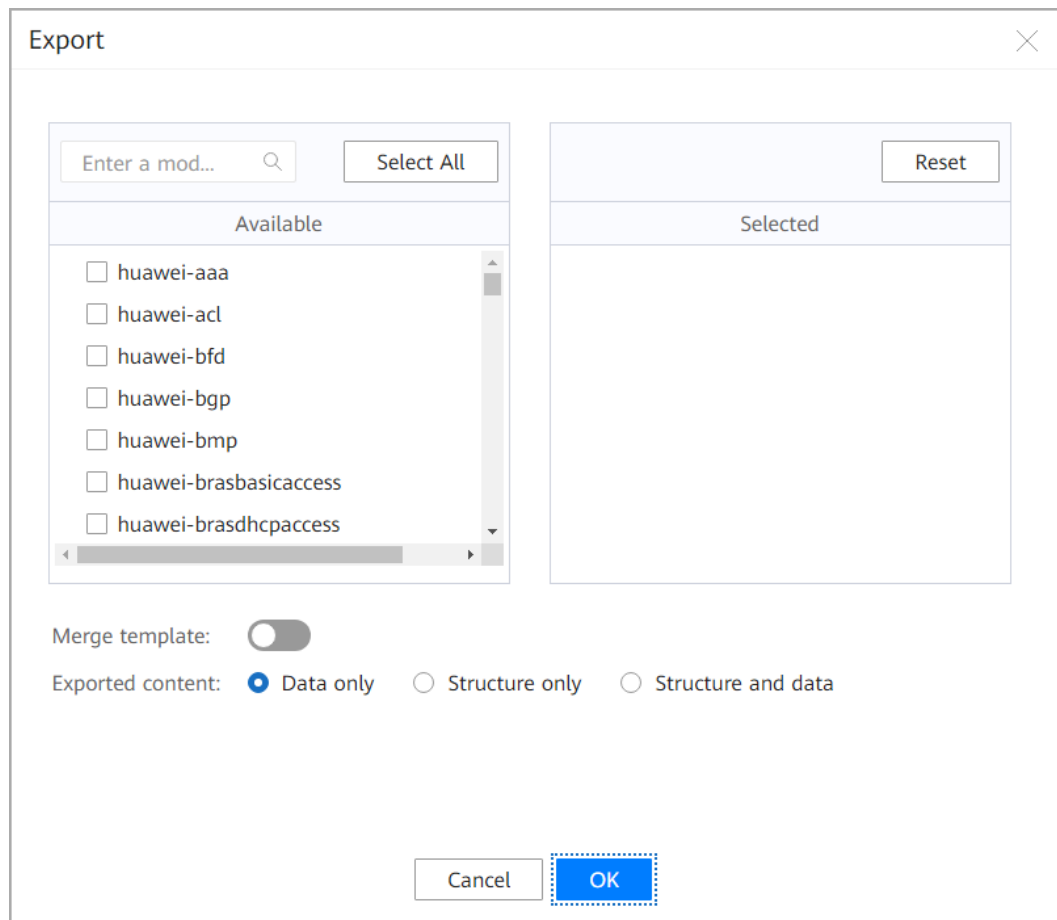 Export
Enter a mod...
Select All
Reset
Available
Selected
huawei-aaa
huawei-acl
huawei-bfd
huawei-bgp
huawei-bmp
huawei-brasbasicaccess
huawei-brasdhcpaccess
Merge template:
Exported content: Data only Structure only Structure and data
Cancel OK